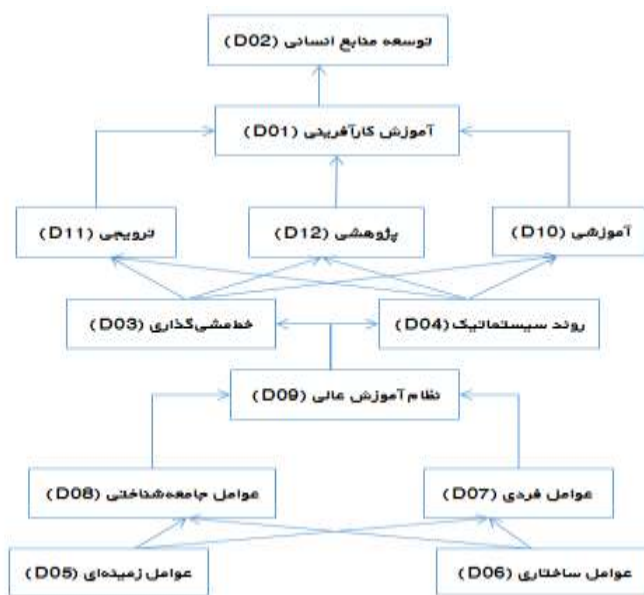 توسعه منابع انسانی (D02)
آموزش کارآفرینی (D01)
آموزشی (D10)
پژوهشی (D12)
ترویجی (D11)
روند سیستماتیک (D04)
خط‌مشی‌گذاری (D03)
نظام آموزش عالی (D09)
عوامل فردی (D07)
عوامل جامعه‌شناختی (D08)
عوامل ساختاری (D06)
عوامل زمینه‌ای (D05)